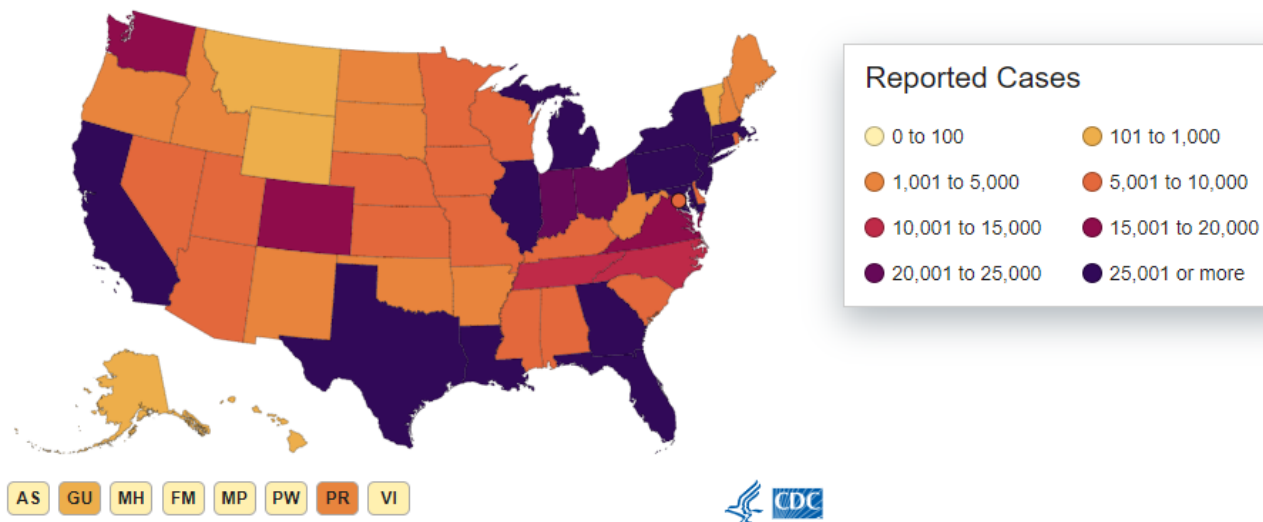 Reported Cases
0 to 100
101 to 1,000
1,001 to 5,000
5,001 to 10,000
10,001 to 15,000
15,001 to 20,000
20,001 to 25,000
25,001 or more
AS GU MH FM MP PW PR VI
CDC